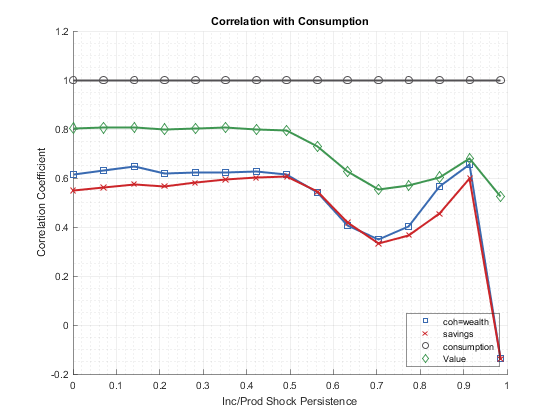 Correlation with Consumption
1.2
1
0.8
0.6
0.4
0.2
0
-0.2
Correlation Coefficient
coh=wealth
savings
consumption
Value
0 0.1 0.2 0.3 0.4 0.5 0.6 0.7 0.8 0.9 1
Inc/Prod Shock Persistence